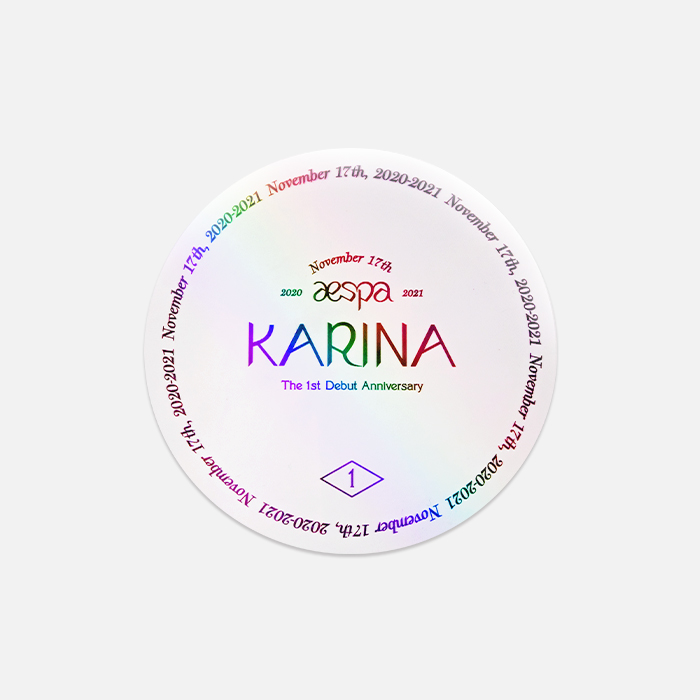 November 17th, 2020-2021 November 17th, 2020-2021 November 17th, 2020-2021 November 17th, 2020-2021 November 17th, 2020-2021 November 17th, 2020-2021
November 17th
2020 æspa 2021
KARINA
The 1st Debut Anniversary
1